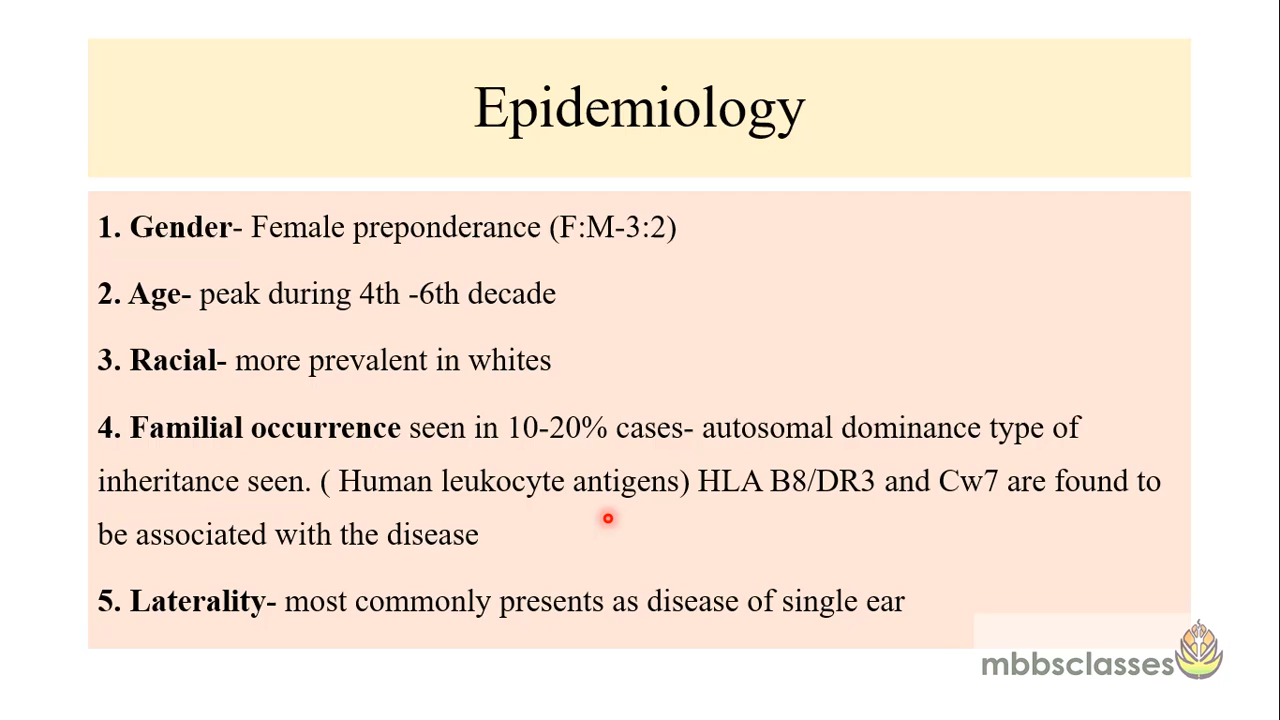 Epidemiology
1. Gender- Female preponderance (F:M-3:2)
2. Age- peak during 4th -6th decade
3. Racial- more prevalent in whites
4. Familial occurrence seen in 10-20% cases- autosomal dominance type of
inheritance seen. ( Human leukocyte antigens) HLA B8/DR3 and Cw7 are found to
be associated with the disease
5. Laterality- most commonly presents as disease of single ear
mbbsclasses